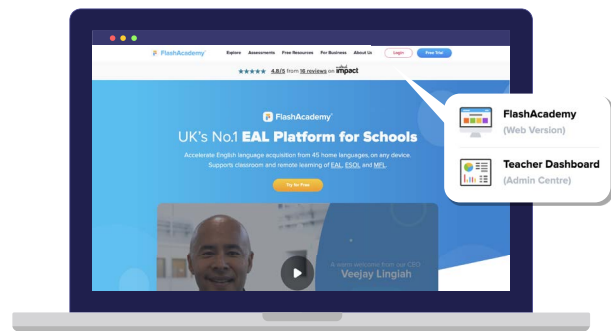 FlashAcademy
Explore Assessments Free Resources For Business About Us Login Free Trial
★★★★★ 4.8/5 from 16 reviews on edtech impact
FlashAcademy
UK's No.1 EAL Platform for Schools
Accelerate English language acquisition from 45 home languages, on any device.
Supports classroom and remote learning of EAL, ESOL and MFL.
Try for Free
A video welcome from our CEO
Veejay Lingiah
FlashAcademy
(Web Version)
Teacher Dashboard
(Admin Centre)